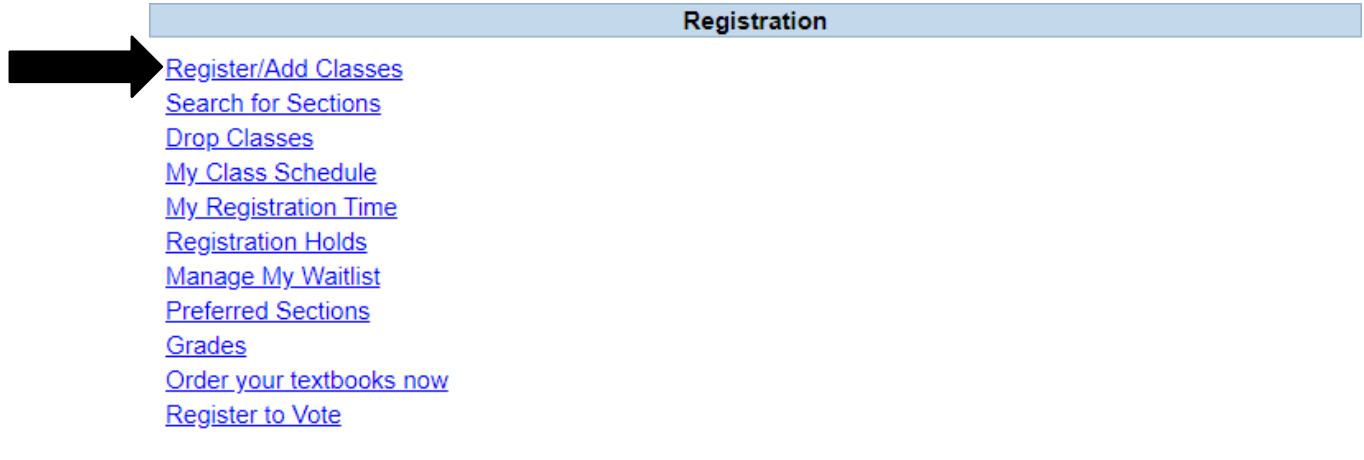 Registration
Register/Add Classes
Search for Sections
Drop Classes
My Class Schedule
My Registration Time
Registration Holds
Manage My Waitlist
Preferred Sections
Grades
Order your textbooks now
Register to Vote